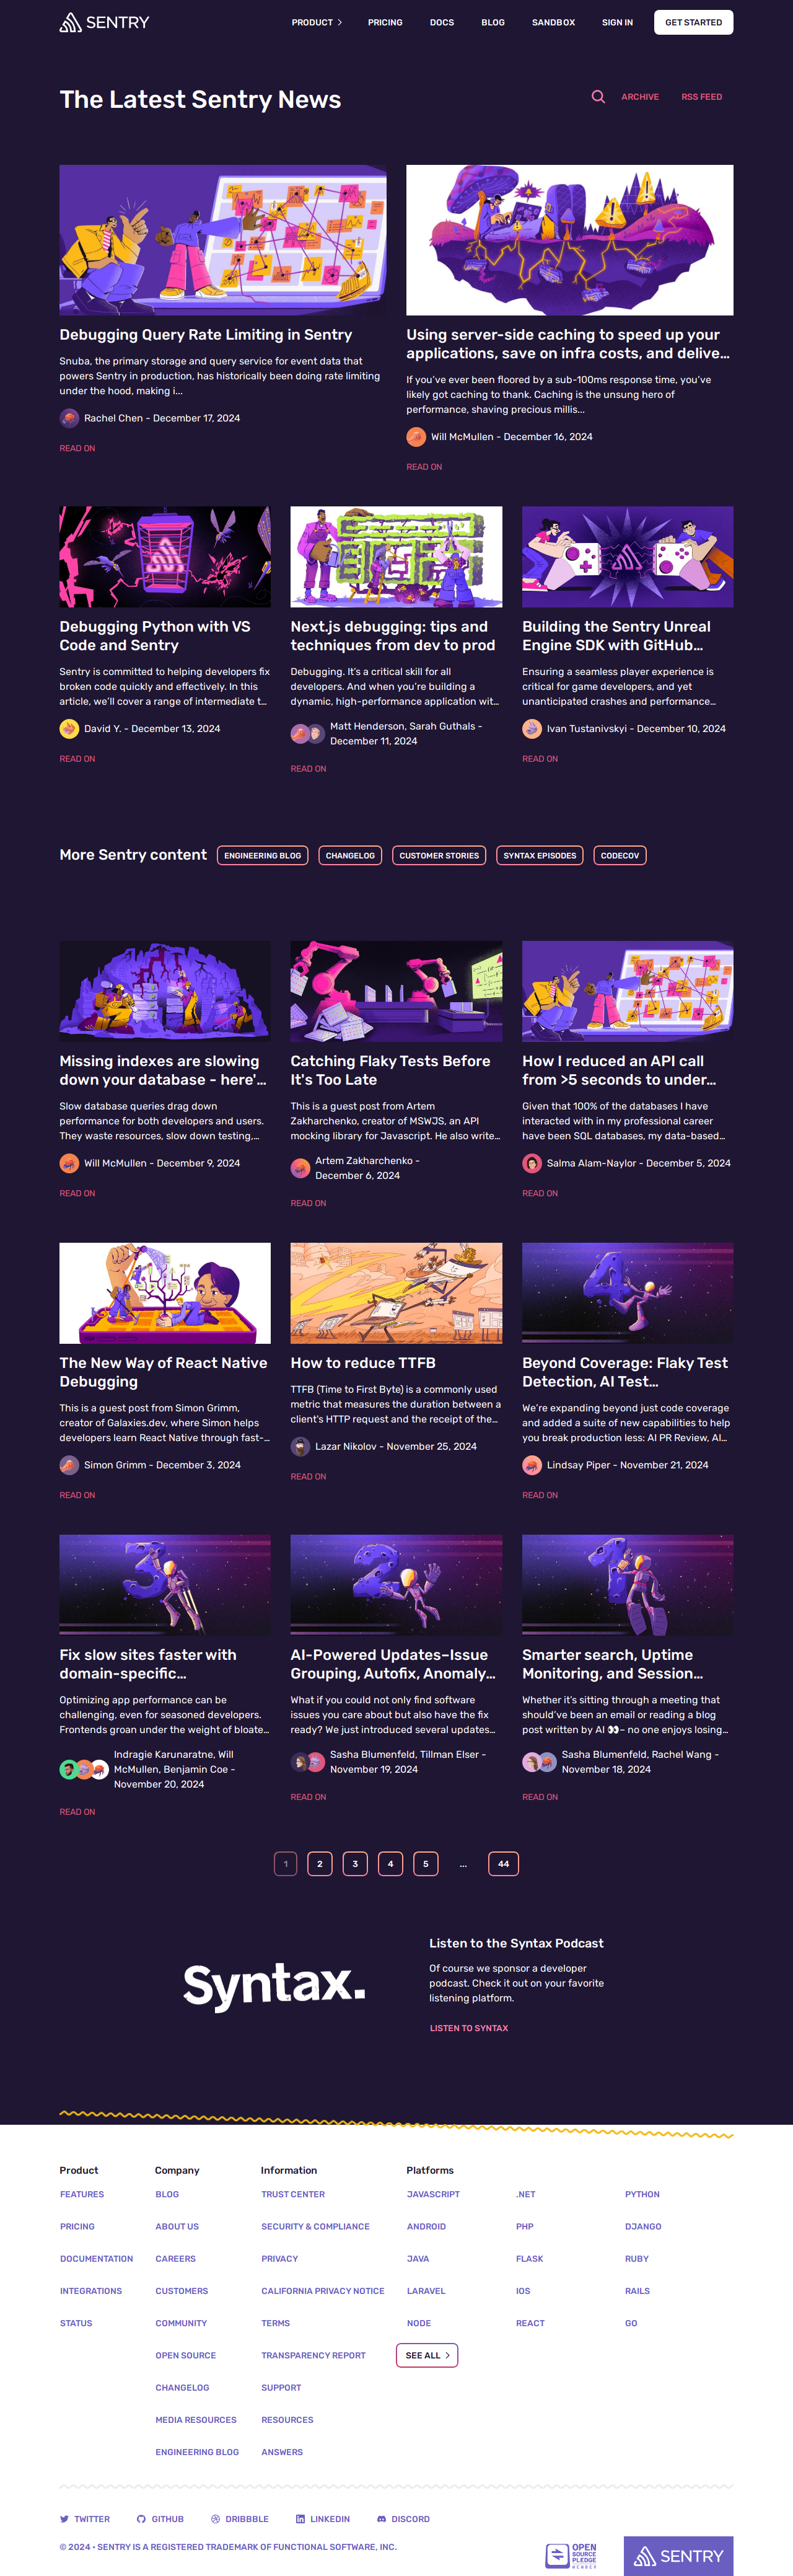 SENTRY
PRODUCT
PRICING
DOCS
BLOG
SANDBOX
SIGN IN
GET STARTED
The Latest Sentry News
ARCHIVE
RSS FEED
Debugging Query Rate Limiting in Sentry
Snuba, the primary storage and query service for event data that
powers Sentry in production, has historically been doing rate limiting
under the hood, making i...
Rachel Chen - December 17, 2024
READ ON
Using server-side caching to speed up your
applications, save on infra costs, and delive…
If you’ve ever been floored by a sub-100ms response time, you’ve
likely got caching to thank. Caching is the unsung hero of
performance, shaving precious millis...
Will McMullen - December 16, 2024
READ ON
Debugging Python with VS
Code and Sentry
Sentry is committed to helping developers fix
broken code quickly and effectively. In this
article, we’ll cover a range of intermediate t…
David Y. - December 13, 2024
READ ON
Next.js debugging: tips and
techniques from dev to prod
Debugging. It’s a critical skill for all
developers. And when you’re building a
dynamic, high-performance application wit…
Matt Henderson, Sarah Guthals -
December 11, 2024
READ ON
Building the Sentry Unreal
Engine SDK with GitHub…
Ensuring a seamless player experience is
critical for game developers, and yet
unanticipated crashes and performance…
Ivan Tustanivskyi - December 10, 2024
READ ON
More Sentry content
ENGINEERING BLOG
CHANGELOG
CUSTOMER STORIES
SYNTAX EPISODES
CODECOV
Missing indexes are slowing
down your database - here'…
Slow database queries drag down
performance for both developers and users.
They waste resources, slow down testing,…
Will McMullen - December 9, 2024
READ ON
Catching Flaky Tests Before
It's Too Late
This is a guest post from Artem
Zakharchenko, creator of MSWJS, an API
mocking library for Javascript. He also write…
Artem Zakharchenko -
December 6, 2024
READ ON
How I reduced an API call
from >5 seconds to under…
Given that 100% of the databases I have
interacted with in my professional career
have been SQL databases, my data-based…
Salma Alam-Naylor - December 5, 2024
READ ON
The New Way of React Native
Debugging
This is a guest post from Simon Grimm,
creator of Galaxies.dev, where Simon helps
developers learn React Native through fast-…
Simon Grimm - December 3, 2024
READ ON
How to reduce TTFB
TTFB (Time to First Byte) is a commonly used
metric that measures the duration between a
client's HTTP request and the receipt of the…
Lazar Nikolov - November 25, 2024
READ ON
4
Beyond Coverage: Flaky Test
Detection, AI Test…
We’re expanding beyond just code coverage
and added a suite of new capabilities to help
you break production less: AI PR Review, AI…
Lindsay Piper - November 21, 2024
READ ON
3
Fix slow sites faster with
domain-specific…
Optimizing app performance can be
challenging, even for seasoned developers.
Frontends groan under the weight of bloate…
Indragie Karunaratne, Will
McMullen, Benjamin Coe -
November 20, 2024
READ ON
2
AI-Powered Updates–Issue
Grouping, Autofix, Anomaly…
What if you could not only find software
issues you care about but also have the fix
ready? We just introduced several updates…
Sasha Blumenfeld, Tillman Elser -
November 19, 2024
READ ON
1
Smarter search, Uptime
Monitoring, and Session…
Whether it’s sitting through a meeting that
should’ve been an email or reading a blog
post written by AI 👀– no one enjoys losing…
Sasha Blumenfeld, Rachel Wang -
November 18, 2024
READ ON
1 2 3 4 5 ... 44
Syntax.
Listen to the Syntax Podcast
Of course we sponsor a developer
podcast. Check it out on your favorite
listening platform.
LISTEN TO SYNTAX
Product
FEATURES
PRICING
DOCUMENTATION
INTEGRATIONS
STATUS
Company
BLOG
ABOUT US
CAREERS
CUSTOMERS
COMMUNITY
OPEN SOURCE
CHANGELOG
MEDIA RESOURCES
ENGINEERING BLOG
Information
TRUST CENTER
SECURITY & COMPLIANCE
PRIVACY
CALIFORNIA PRIVACY NOTICE
TERMS
TRANSPARENCY REPORT
SUPPORT
RESOURCES
ANSWERS
Platforms
JAVASCRIPT
ANDROID
JAVA
LARAVEL
NODE
.NET
PHP
FLASK
IOS
REACT
PYTHON
DJANGO
RUBY
RAILS
GO
SEE ALL
TWITTER
GITHUB
DRIBBBLE
LINKEDIN
DISCORD
© 2024 • SENTRY IS A REGISTERED TRADEMARK OF FUNCTIONAL SOFTWARE, INC.
OPEN
SOURCE
PLEDGE
MEMBER
SENTRY